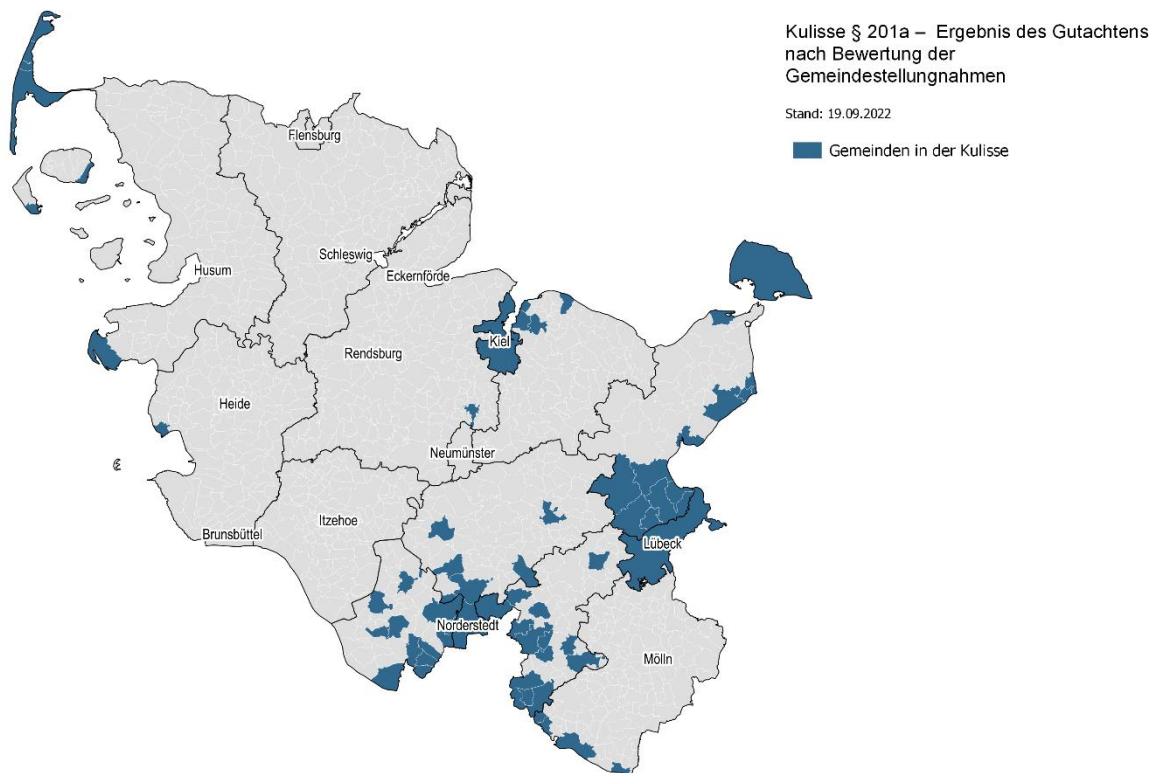 Kulisse § 201a – Ergebnis des Gutachtens
nach Bewertung der
Gemeindestellungnahmen
Stand: 19.09.2022
Gemeinden in der Kulisse
Flensburg
Schleswig
Husum
Eckernförde
Rendsburg
Kiel
Heide
Neumünster
Itzehoe
Brunsbüttel
Lübeck
Norderstedt
Mölln